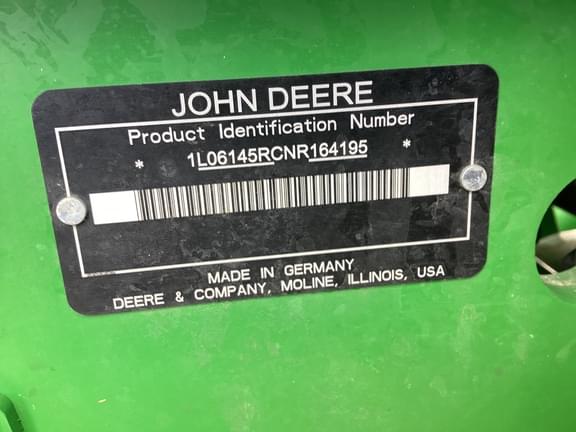 JOHN DEERE
Product Identification Number
* 1L06145RCNR164195 *
MADE IN GERMANY
DEERE & COMPANY, MOLINE, ILLINOIS, USA